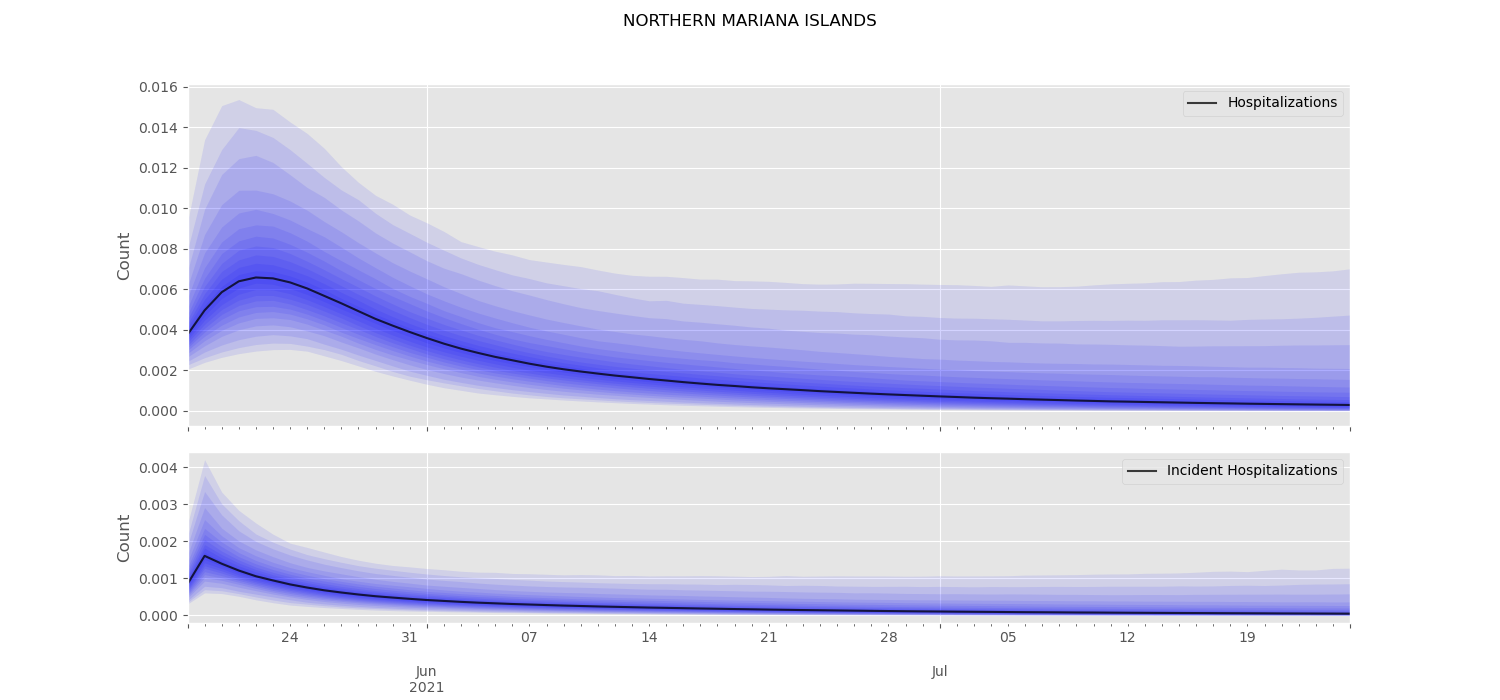 NORTHERN MARIANA ISLANDS
0.016
0.014
0.012
0.010
0.008
0.006
0.004
0.002
0.000
Count
Hospitalizations
0.004
0.003
0.002
0.001
0.000
Count
Incident Hospitalizations
24 31 07 14 21 28 05 12 19
Jun Jul
2021